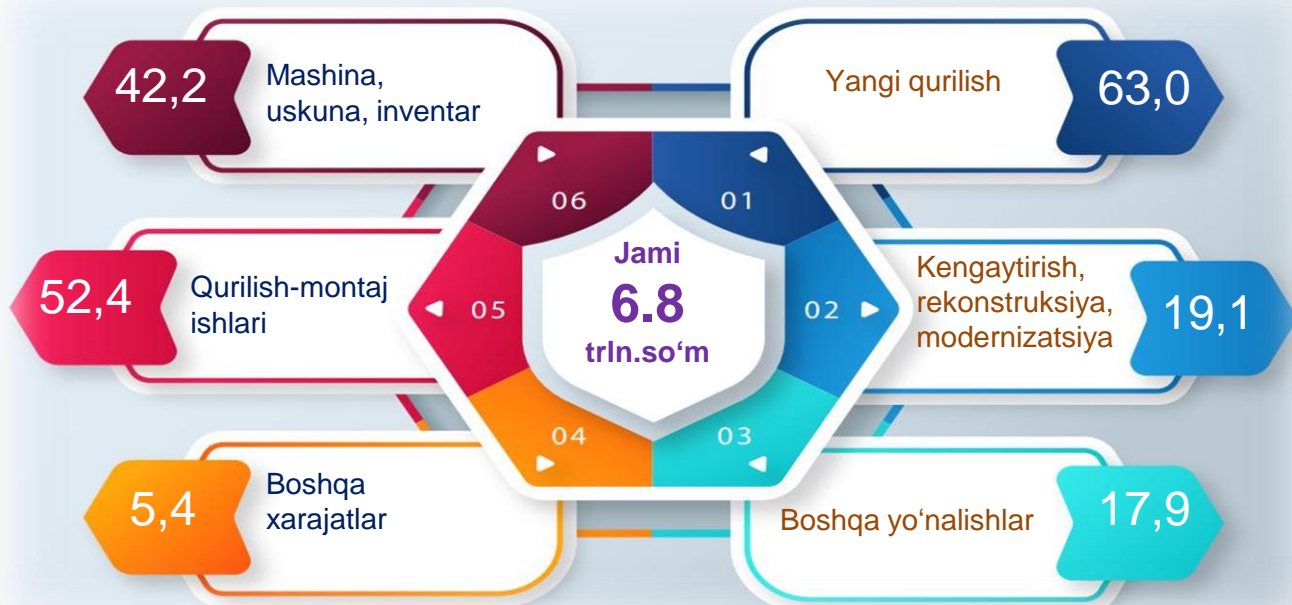 42,2
Mashina,
uskuna, inventar
Yangi qurilish
63,0
06
01
52,4
Qurilish-montaj
ishlari
05
Jami
6.8
trln.so‘m
02
Kengaytirish,
rekonstruksiya,
modernizatsiya
19,1
04
03
5,4
Boshqa
xarajatlar
Boshqa yo‘nalishlar
17,9